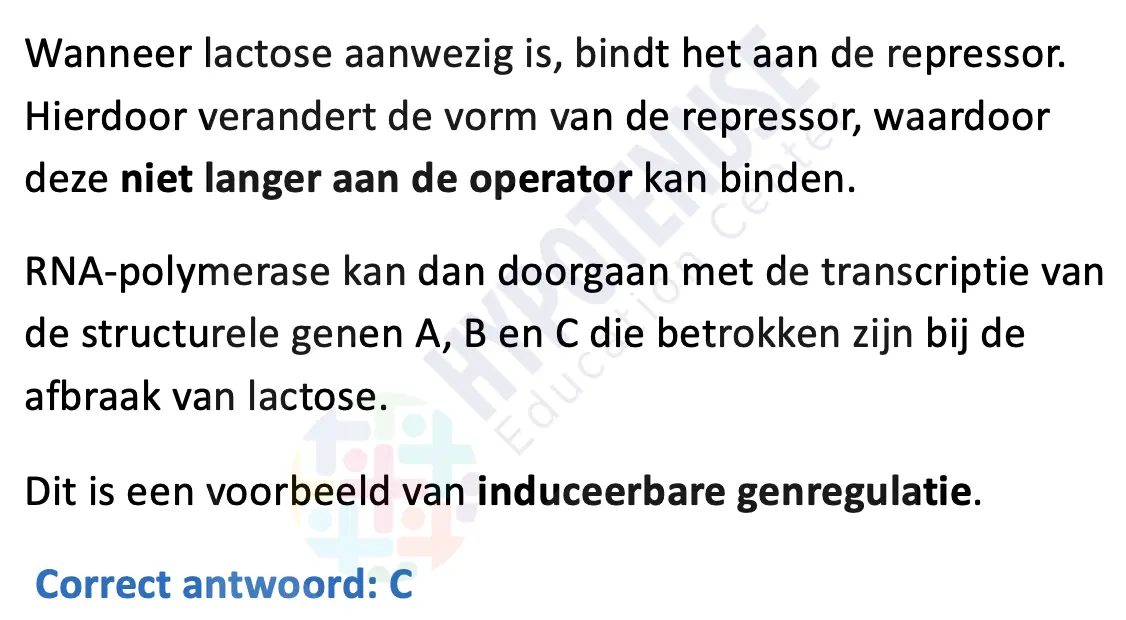 Wanneer lactose aanwezig is, bindt het aan de repressor.
Hierdoor verandert de vorm van de repressor, waardoor
deze niet langer aan de operator kan binden.
RNA-polymerase kan dan doorgaan met de transcriptie van
de structurele genen A, B en C die betrokken zijn bij de
afbraak van lactose.
Dit is een voorbeeld van induceerbare genregulatie.
Correct antwoord: C
HYPOTENUSE
Education Center